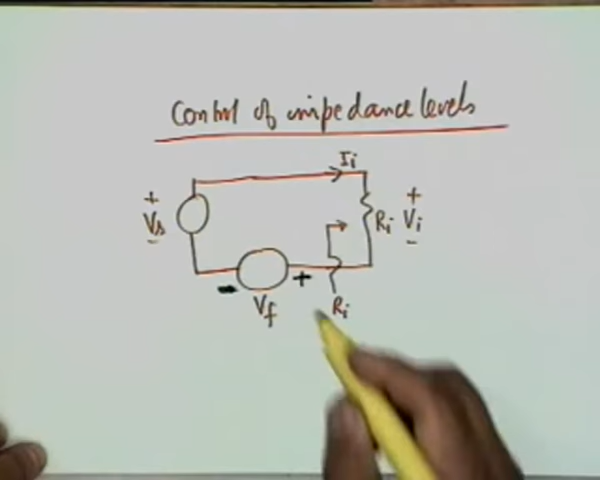 Control of impedance levels
Ii
+ +
Vs Ri Vi
- -
- +
Vf Ri